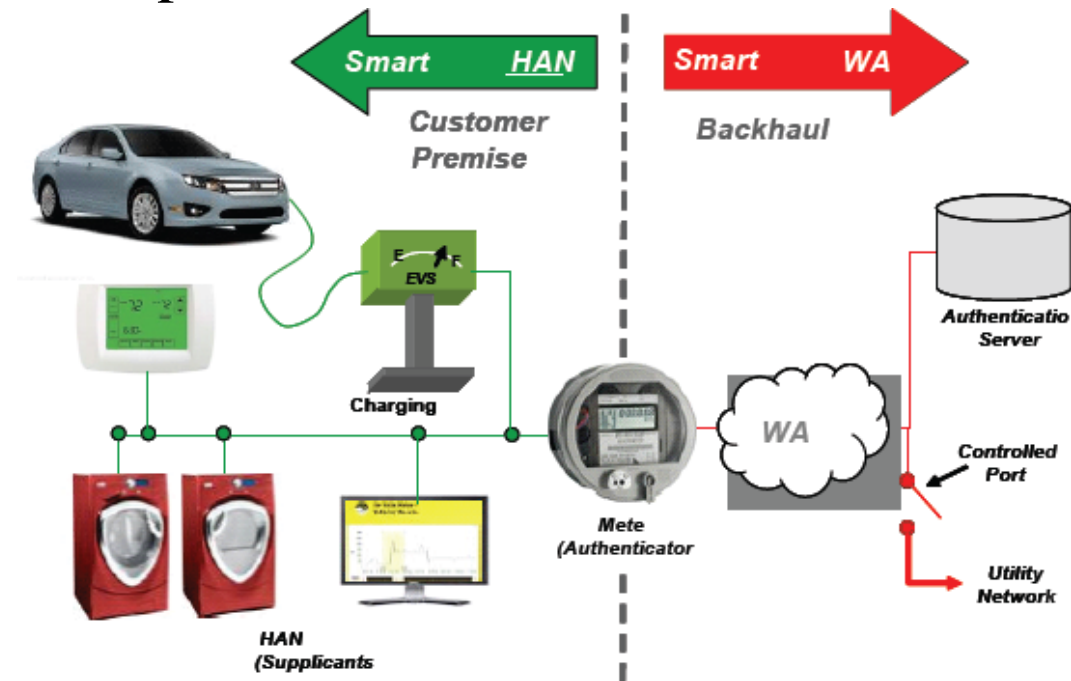 Smart HAN
Smart WA
Customer
Premise
Backhaul
E F
EVS
Charging
72
Authenticatio
Server
WA
Controlled
Port
Mete
(Authenticator
Utility
Network
HAN
(Supplicants